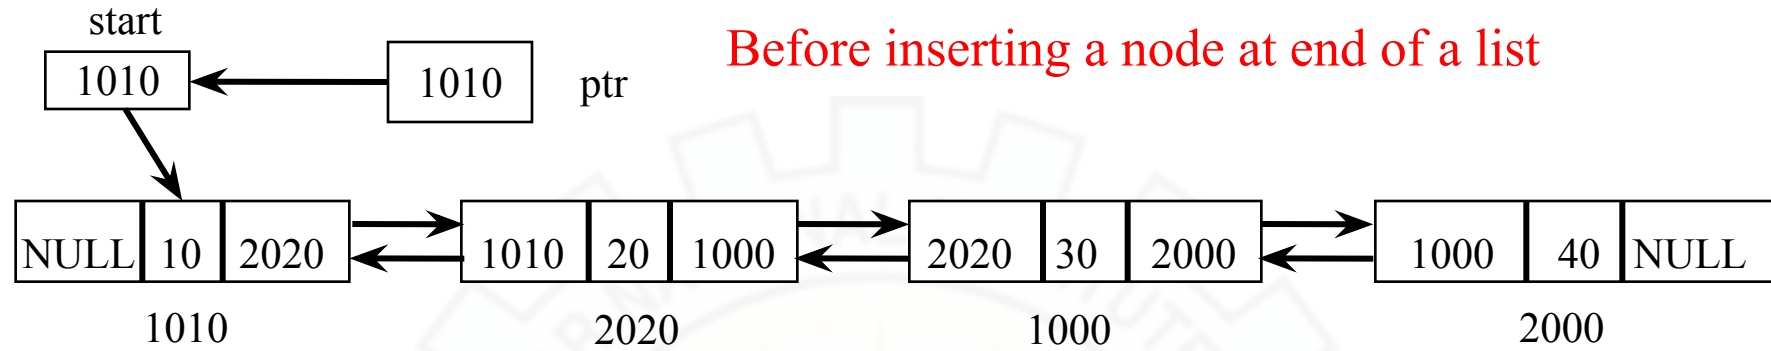 start
Before inserting a node at end of a list
1010 1010 ptr
NULL 10 2020 1010 20 1000 2020 30 2000 1000 40 NULL
1010 2020 1000 2000